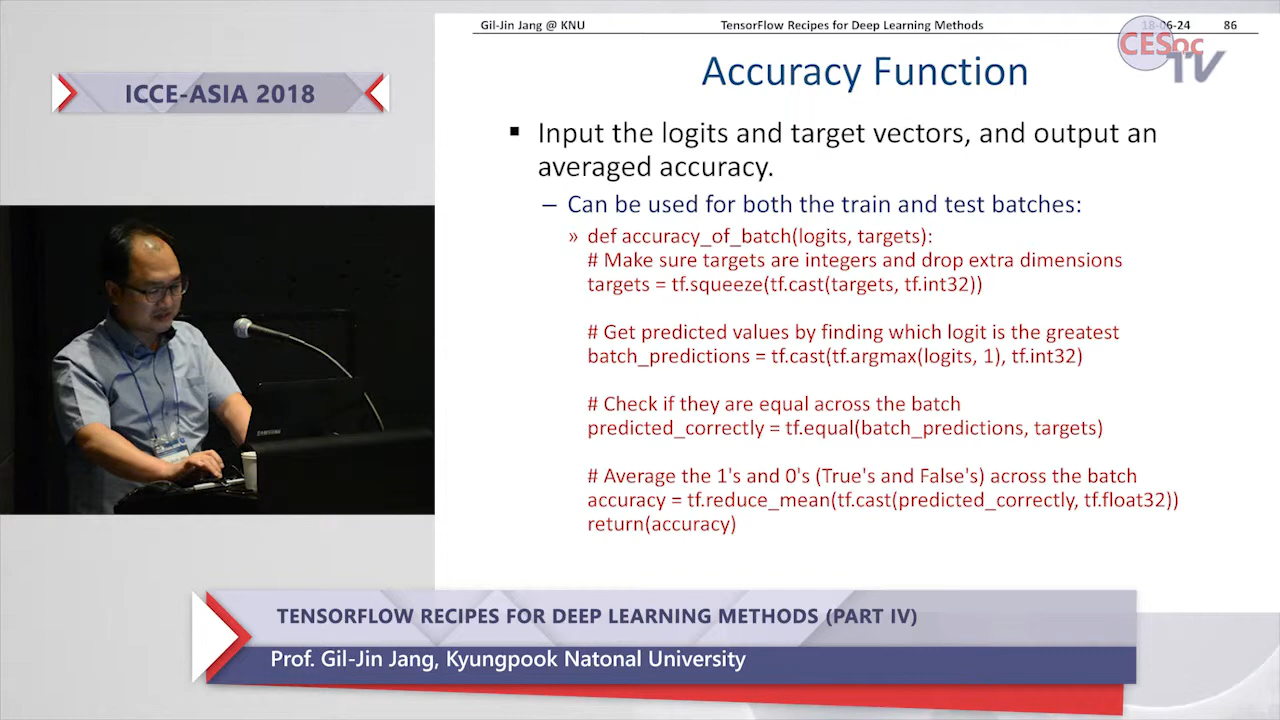 Gil-Jin Jang @ KNU
TensorFlow Recipes for Deep Learning Methods
18-06-24
86
CESoc
TV
ICCE-ASIA 2018
Accuracy Function
▪ Input the logits and target vectors, and output an
averaged accuracy.
– Can be used for both the train and test batches:
» def accuracy_of_batch(logits, targets):
# Make sure targets are integers and drop extra dimensions
targets = tf.squeeze(tf.cast(targets, tf.int32))
# Get predicted values by finding which logit is the greatest
batch_predictions = tf.cast(tf.argmax(logits, 1), tf.int32)
# Check if they are equal across the batch
predicted_correctly = tf.equal(batch_predictions, targets)
# Average the 1's and 0's (True's and False's) across the batch
accuracy = tf.reduce_mean(tf.cast(predicted_correctly, tf.float32))
return(accuracy)
SAMSUNG
TENSORFLOW RECIPES FOR DEEP LEARNING METHODS (PART IV)
Prof. Gil-Jin Jang, Kyungpook Natonal University